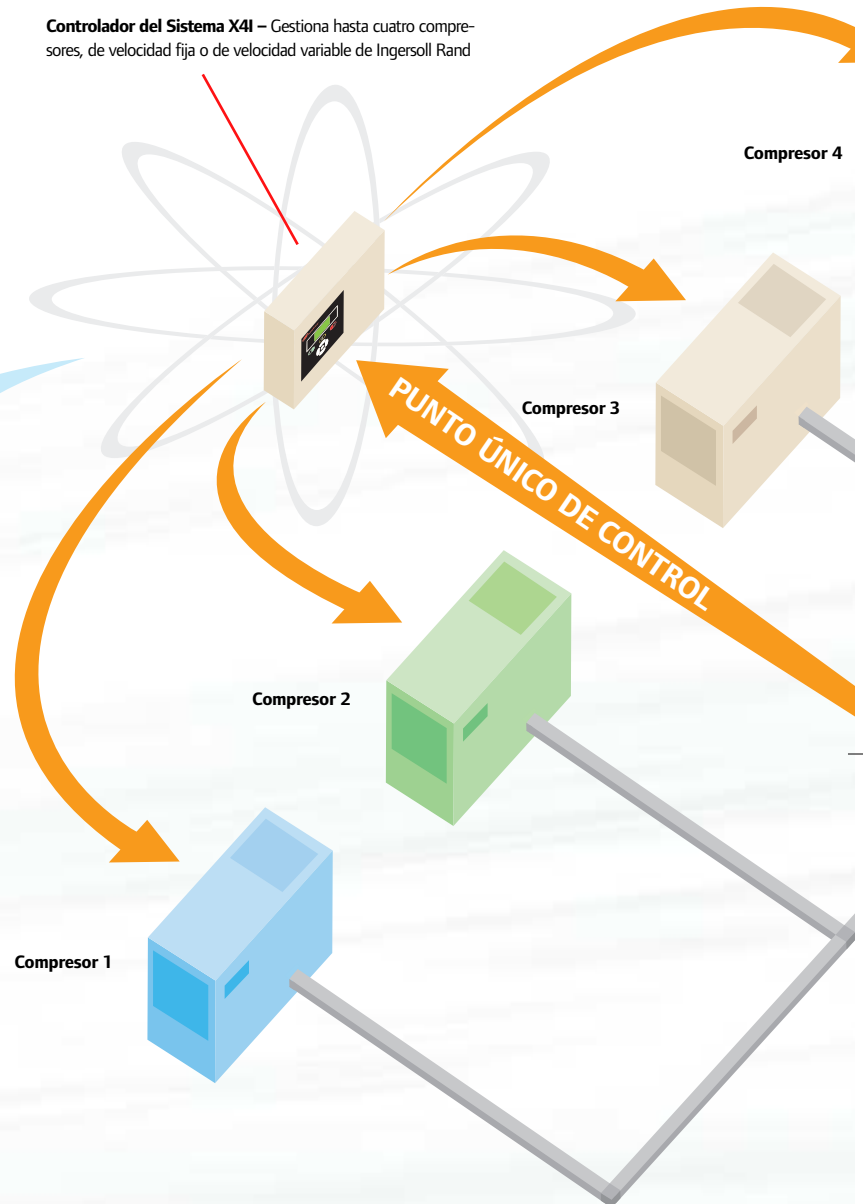 Controlador del Sistema X4I – Gestiona hasta cuatro compre-
sores, de velocidad fija o de velocidad variable de Ingersoll Rand
Compresor 4
Compresor 3
PUNTO ÚNICO DE CONTROL
Compresor 2
Compresor 1